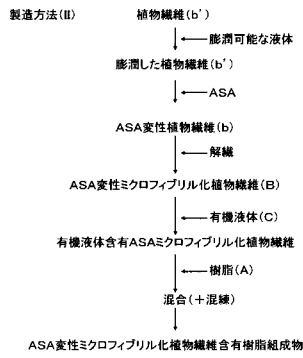 製造方法(Ⅱ)
植物繊維(b')
膨潤可能な液体
膨潤した植物繊維(b')
ASA
ASA変性植物繊維(b)
解繊
ASA変性ミクロフィブリル化植物繊維(B)
有機液体(C)
有機液体含有ASAミクロフィブリル化植物繊維
樹脂(A)
混合(+混練)
ASA変性ミクロフィブリル化植物繊維含有樹脂組成物